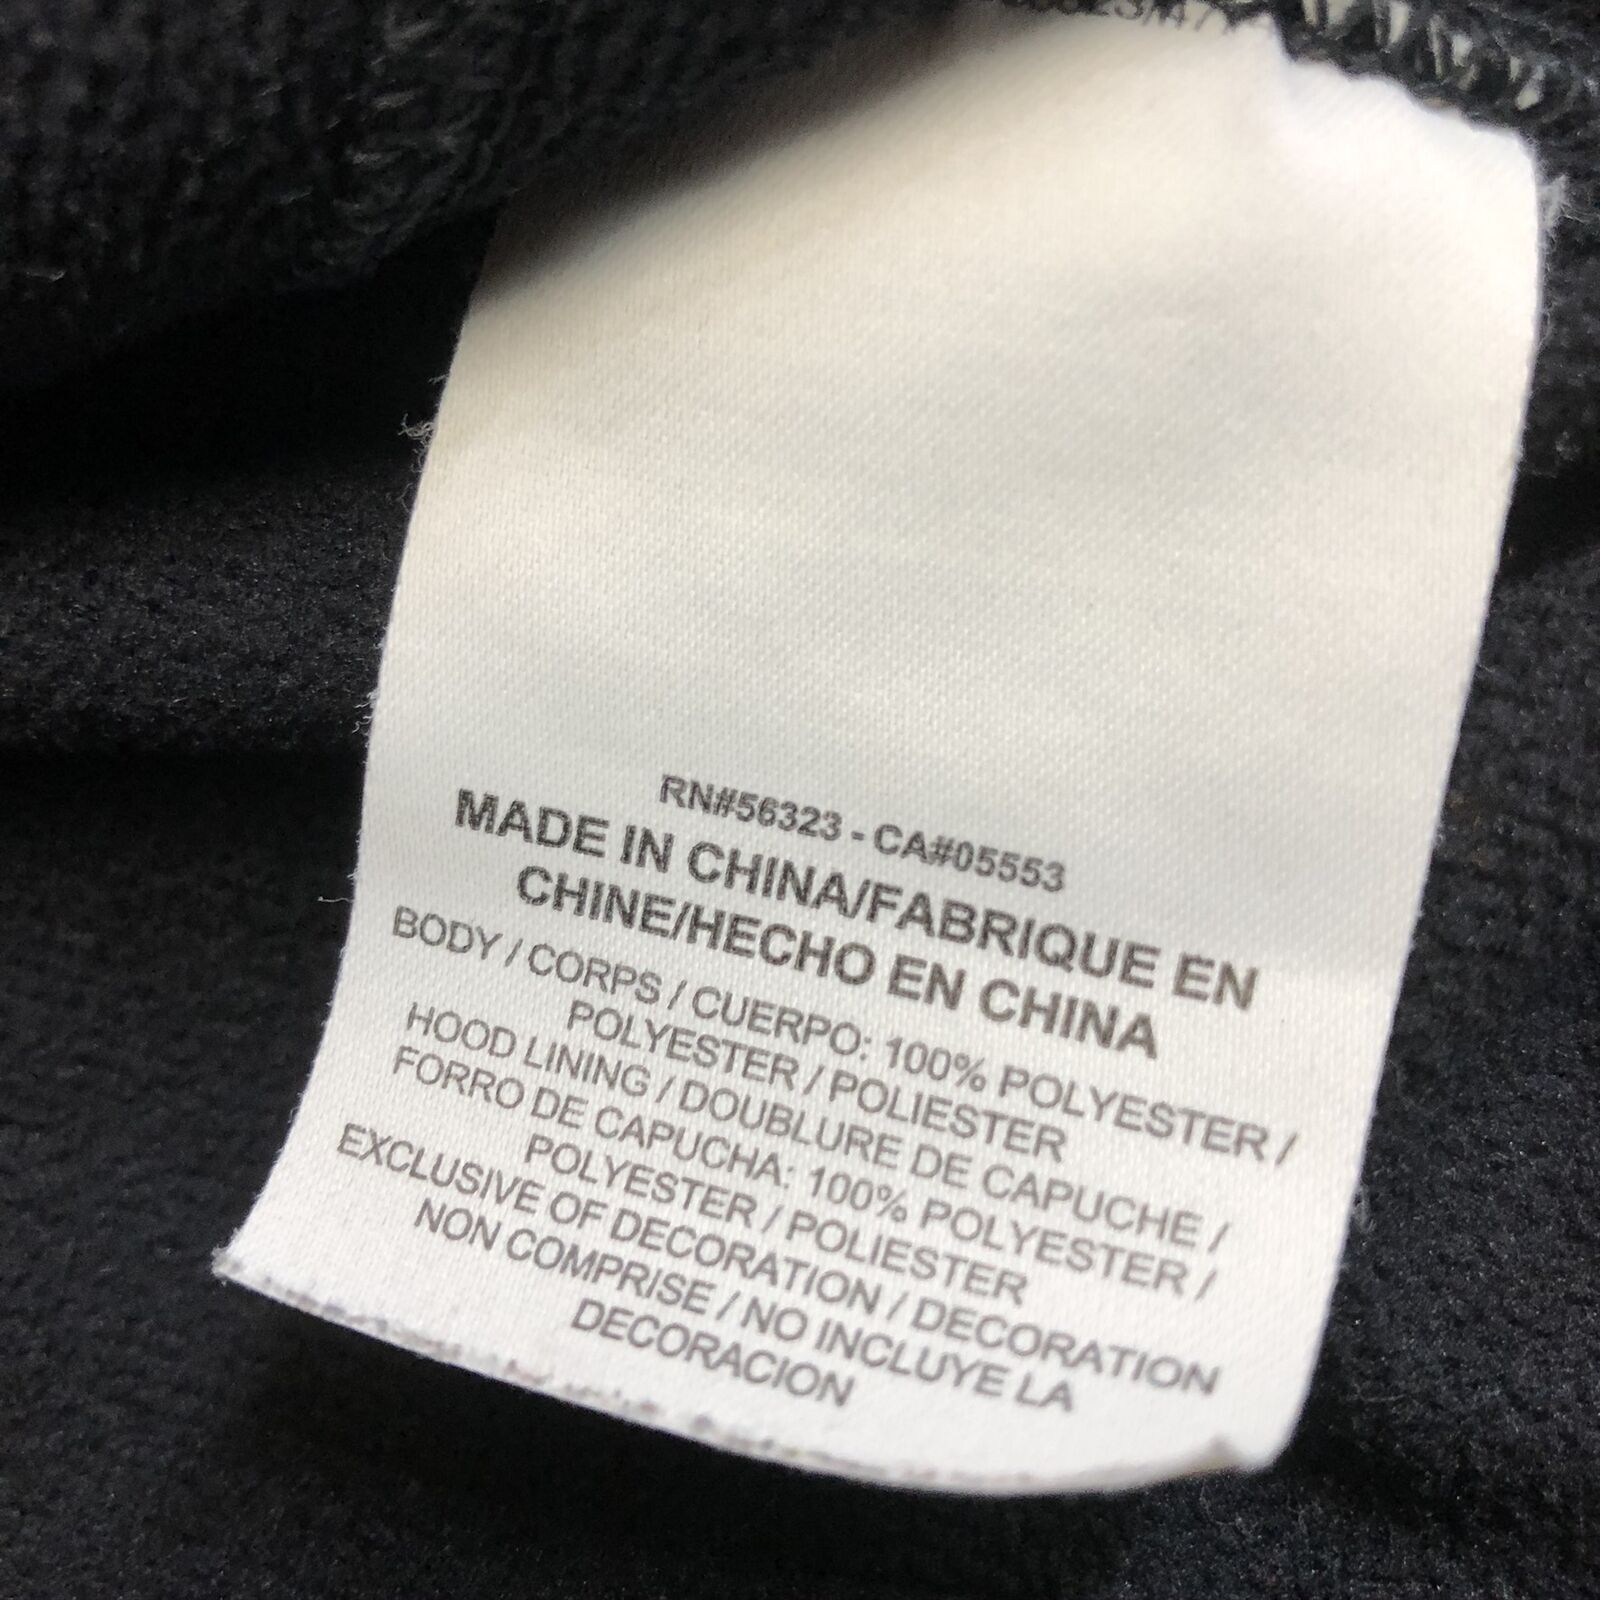 RN#56323 - CA#05553
MADE IN CHINA/FABRIQUE EN
CHINE/HECHO EN CHINA
BODY / CORPS / CUERPO: 100% POLYESTER /
POLYESTER / POLIESTER
HOOD LINING / DOUBLURE DE CAPUCHE /
FORRO DE CAPUCHA: 100% POLYESTER /
POLYESTER / POLIESTER
EXCLUSIVE OF DECORATION / DECORATION
NON COMPRISE / NO INCLUYE LA
DECORACION